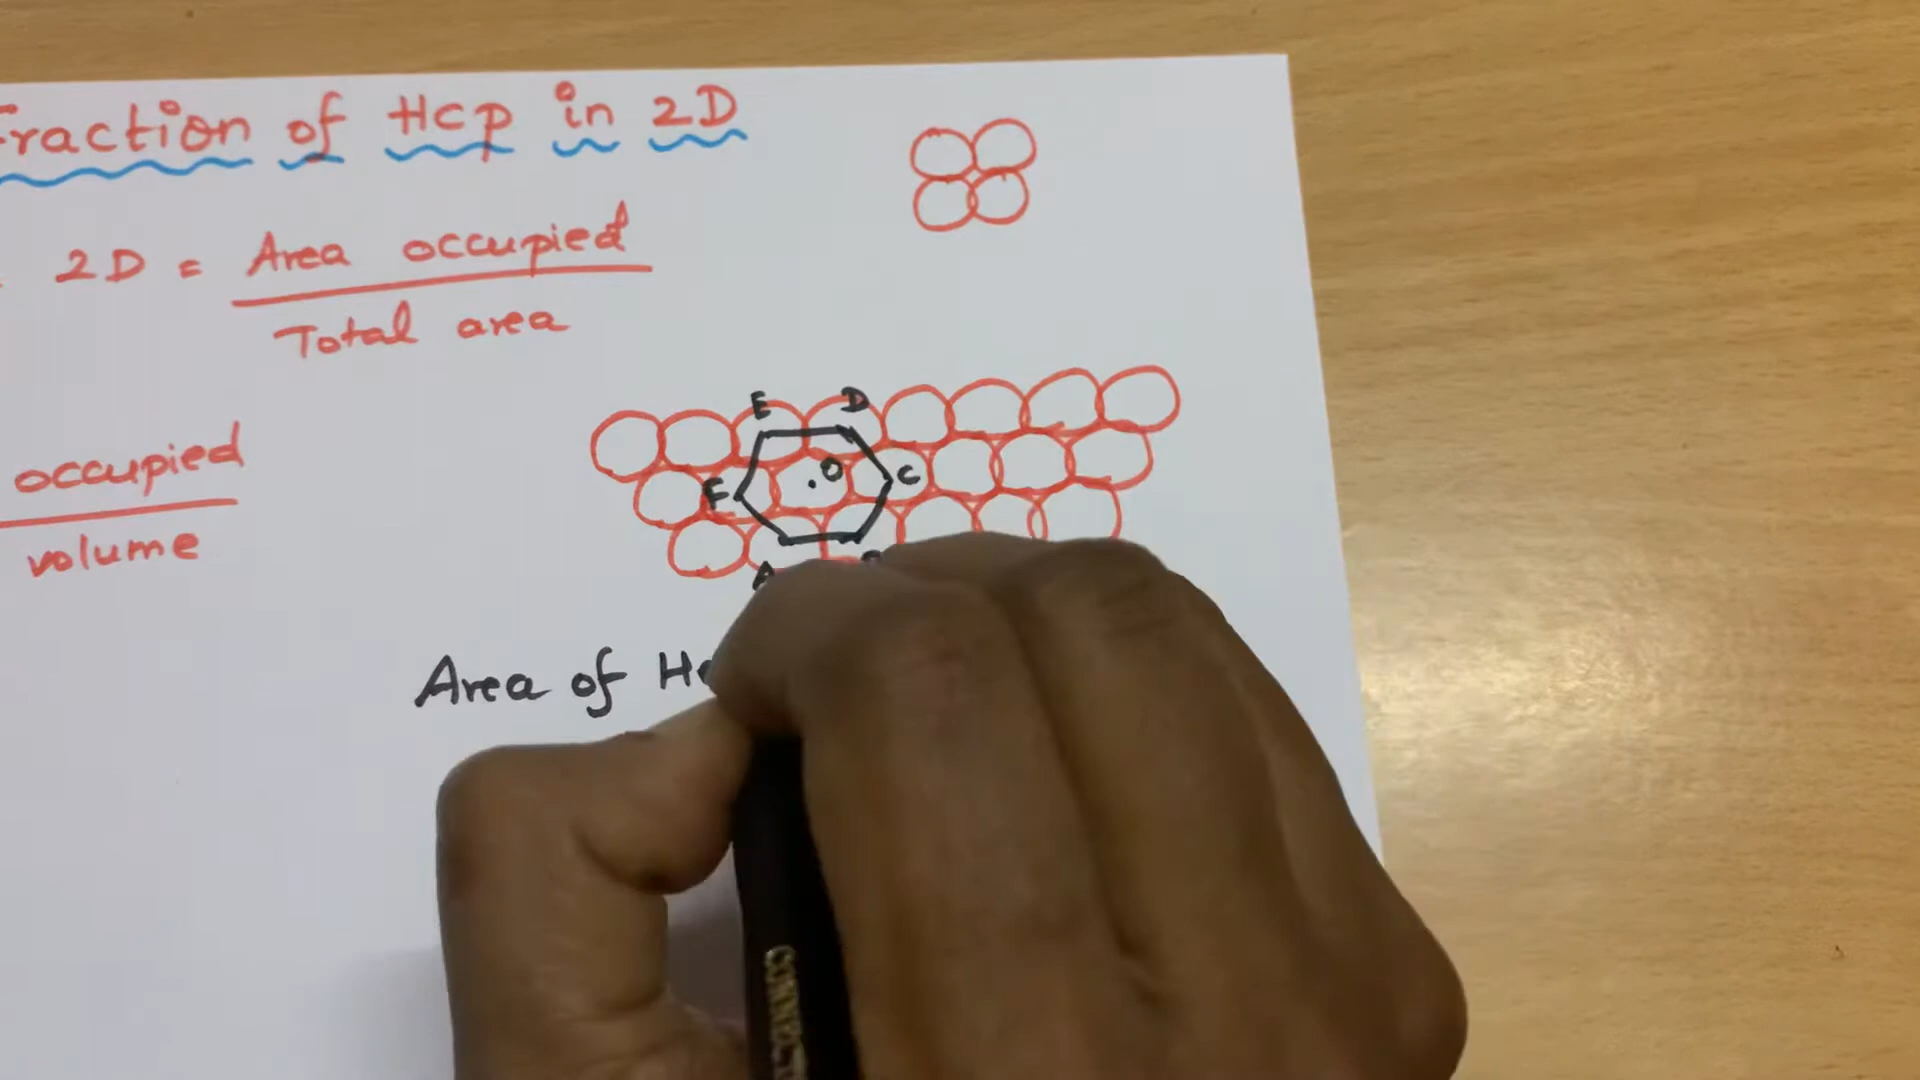 Fraction of Hcp in 2D
2D = Area occupied
Total area
occupied
volume
E D
F O C
A
Area of He